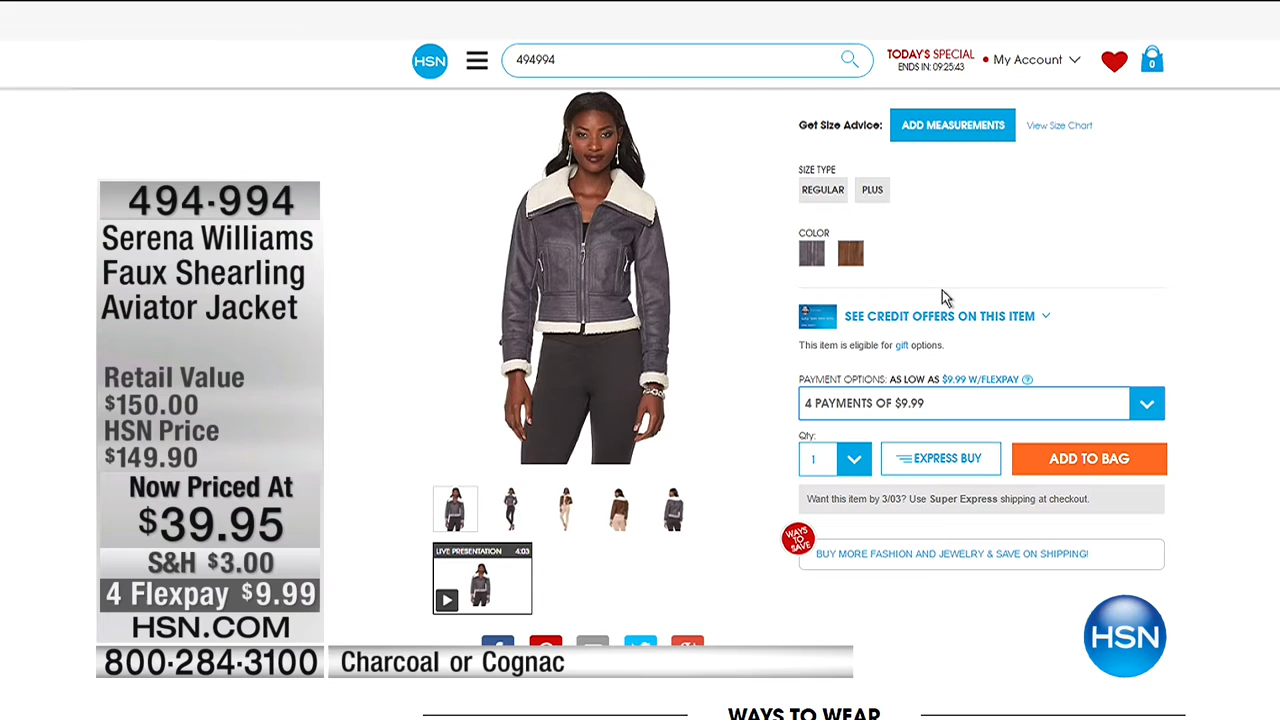 HSN
494994
TODAY'S SPECIAL
ENDS IN: 09:25:43
My Account
0
Get Size Advice: ADD MEASUREMENTS View Size Chart
SIZE TYPE
REGULAR PLUS
COLOR
SEE CREDIT OFFERS ON THIS ITEM
This item is eligible for gift options.
PAYMENT OPTIONS: AS LOW AS $9.99 W/FLEXPAY ?
4 PAYMENTS OF $9.99
Qty:
1
EXPRESS BUY
ADD TO BAG
Want this item by 3/03? Use Super Express shipping at checkout.
WAYS
TO
SAVE
BUY MORE FASHION AND JEWELRY & SAVE ON SHIPPING!
LIVE PRESENTATION 4:03
494-994
Serena Williams
Faux Shearling
Aviator Jacket
Retail Value
$150.00
HSN Price
$149.90
Now Priced At
$39.95
S&H $3.00
4 Flexpay $9.99
HSN.COM
800-284-3100
Charcoal or Cognac
HSN
WAYS TO WEAR